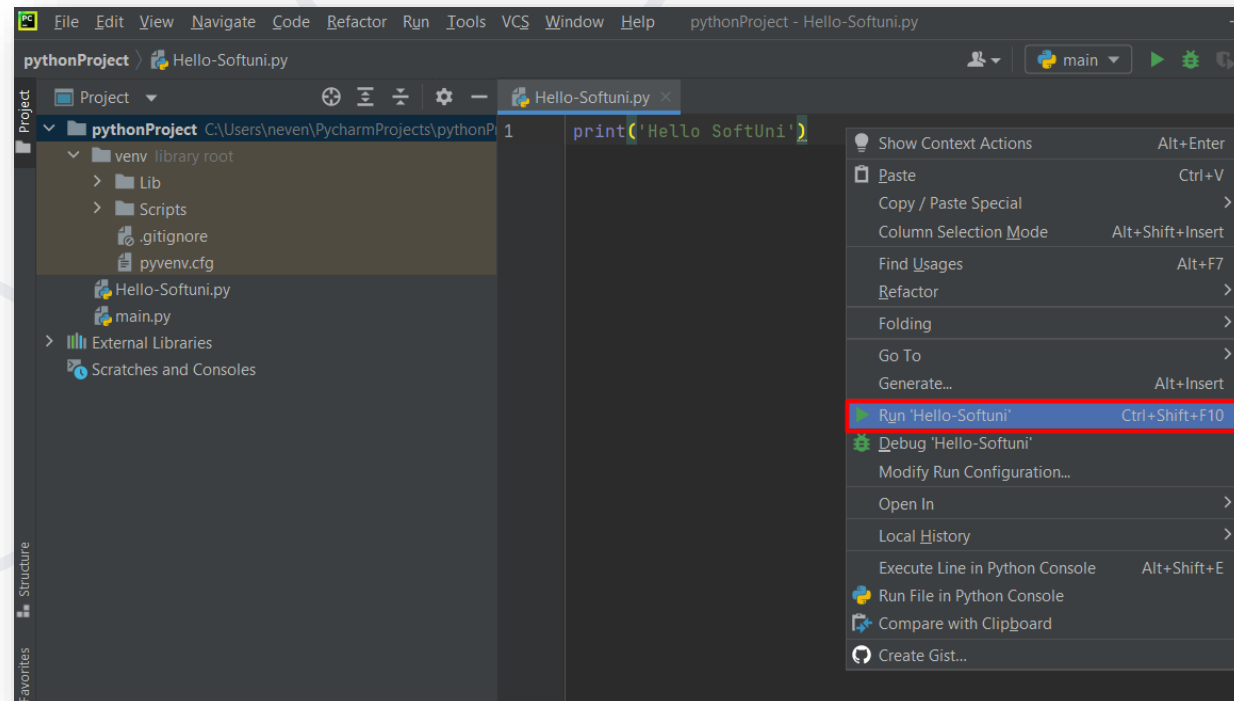 PC File Edit View Navigate Code Refactor Run Tools VCS Window Help pythonProject - Hello-Softuni.py
pythonProject Hello-Softuni.py main
Project
Project
Hello-Softuni.py
pythonProject C:\Users\neven\PycharmProjects\pythonPr
venv library root
Lib
Scripts
.gitignore
pyvenv.cfg
Hello-Softuni.py
main.py
External Libraries
Scratches and Consoles
1 print('Hello SoftUni')
Show Context Actions Alt+Enter
Paste Ctrl+V
Copy / Paste Special
Column Selection Mode Alt+Shift+Insert
Find Usages Alt+F7
Refactor
Folding
Go To
Generate... Alt+Insert
Run 'Hello-Softuni' Ctrl+Shift+F10
Debug 'Hello-Softuni'
Modify Run Configuration...
Open In
Local History
Execute Line in Python Console Alt+Shift+E
Run File in Python Console
Compare with Clipboard
Create Gist...
Structure
Favorites